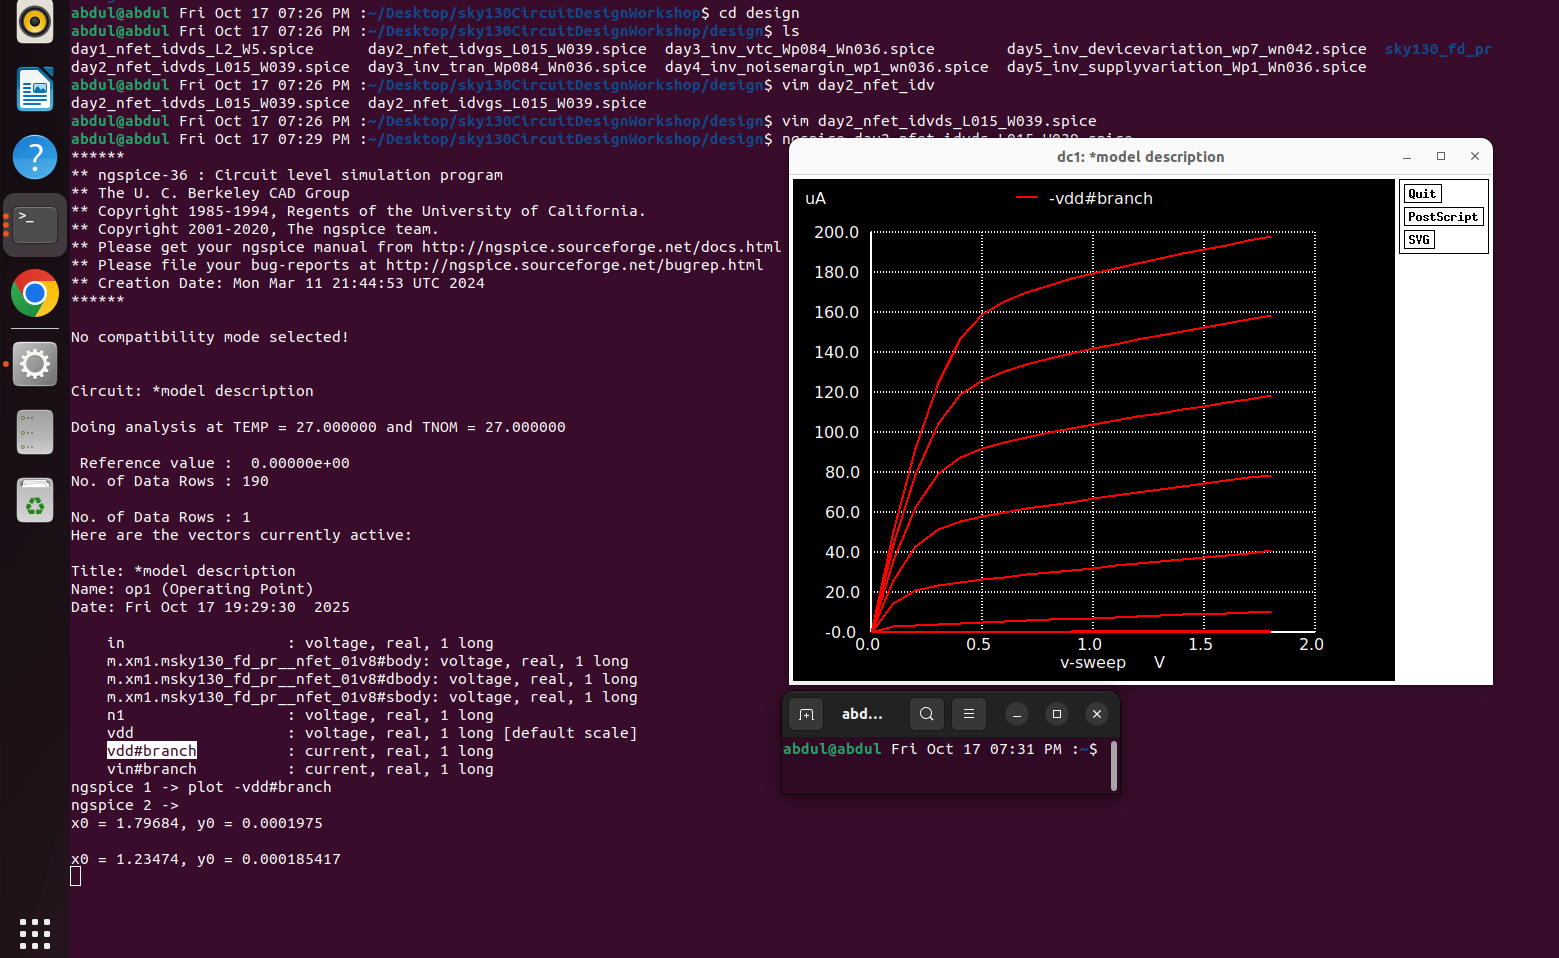 abdul@abdul Fri Oct 17 07:26 PM :~/Desktop/sky130CircuitDesignWorkshop$ cd design
abdul@abdul Fri Oct 17 07:26 PM :~/Desktop/sky130CircuitDesignWorkshop/design$ ls
day1_nfet_idvds_L2_W5.spice day2_nfet_idvgs_L015_W039.spice day3_inv_vtc_Wp084_Wn036.spice day5_inv_devicevariation_wp7_wn042.spice sky130_fd_pr
day2_nfet_idvds_L015_W039.spice day3_inv_tran_Wp084_Wn036.spice day4_inv_noisemargin_wp1_wn036.spice day5_inv_supplyvariation_Wp1_Wn036.spice
abdul@abdul Fri Oct 17 07:26 PM :~/Desktop/sky130CircuitDesignWorkshop/design$ vim day2_nfet_idv
day2_nfet_idvds_L015_W039.spice day2_nfet_idvgs_L015_W039.spice
abdul@abdul Fri Oct 17 07:26 PM :~/Desktop/sky130CircuitDesignWorkshop/design$ vim day2_nfet_idvds_L015_W039.spice
abdul@abdul Fri Oct 17 07:29 PM :~/Desktop/sky130CircuitDesignWorkshop/design$ ngspice day2_nfet_idvds_L015_W039.spice
******
** ngspice-36 : Circuit level simulation program
** The U. C. Berkeley CAD Group
** Copyright 1985-1994, Regents of the University of California.
** Copyright 2001-2020, The ngspice team.
** Please get your ngspice manual from http://ngspice.sourceforge.net/docs.html
** Please file your bug-reports at http://ngspice.sourceforge.net/bugrep.html
** Creation Date: Mon Mar 11 21:44:53 UTC 2024
******
No compatibility mode selected!
Circuit: *model description
Doing analysis at TEMP = 27.000000 and TNOM = 27.000000
Reference value : 0.00000e+00
No. of Data Rows : 190
No. of Data Rows : 1
Here are the vectors currently active:
Title: *model description
Name: op1 (Operating Point)
Date: Fri Oct 17 19:29:30 2025
in : voltage, real, 1 long
m.xm1.msky130_fd_pr__nfet_01v8#body: voltage, real, 1 long
m.xm1.msky130_fd_pr__nfet_01v8#dbody: voltage, real, 1 long
m.xm1.msky130_fd_pr__nfet_01v8#sbody: voltage, real, 1 long
n1 : voltage, real, 1 long
vdd : voltage, real, 1 long [default scale]
vdd#branch : current, real, 1 long
vin#branch : current, real, 1 long
ngspice 1 -> plot -vdd#branch
ngspice 2 ->
x0 = 1.79684, y0 = 0.0001975
x0 = 1.23474, y0 = 0.000185417
dc1: *model description
uA
-vdd#branch
200.0
180.0
160.0
140.0
120.0
100.0
80.0
60.0
40.0
20.0
-0.0
0.0 0.5 1.0 1.5 2.0
v-sweep V
Quit
PostScript
SVG
abd...
abdul@abdul Fri Oct 17 07:31 PM :~$